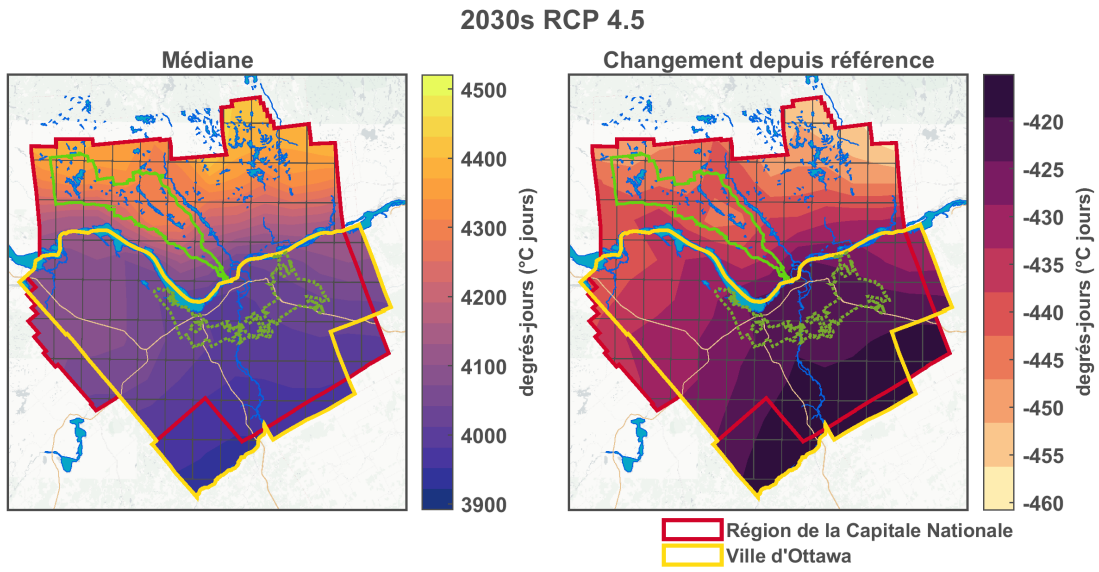 2030s RCP 4.5
Médiane
Changement depuis référence
4500
4400
4300
4200
4100
4000
3900
degrés-jours (°C jours)
-420
-425
-430
-435
-440
-445
-450
-455
-460
degrés-jours (°C jours)
Région de la Capitale Nationale
Ville d'Ottawa